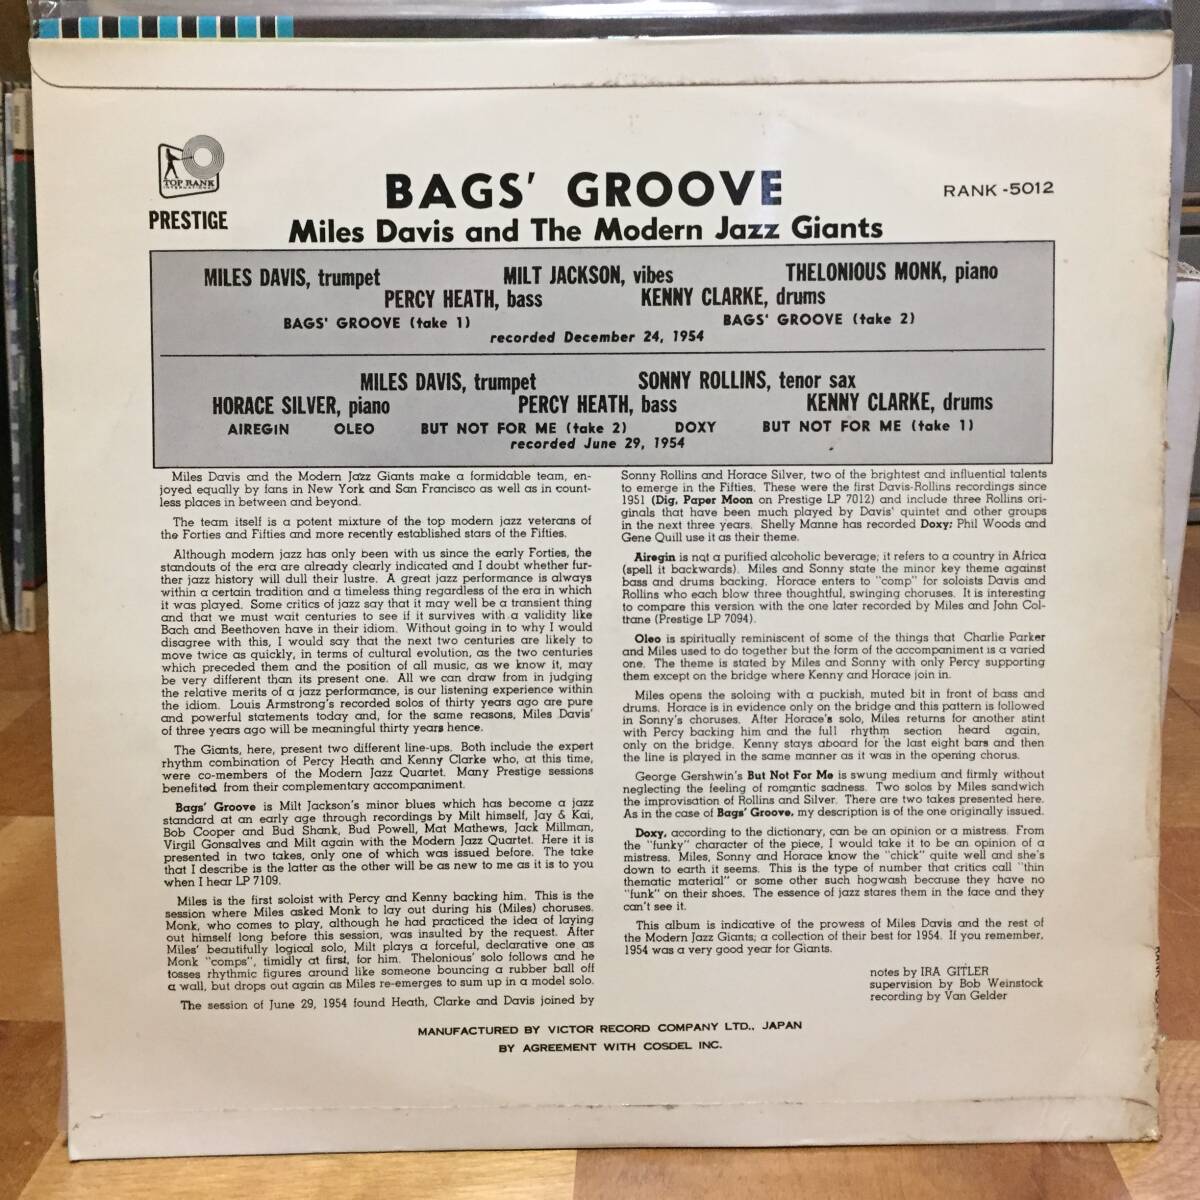 TOP RANK
INTERNATIONAL
PRESTIGE
BAGS' GROOVE
RANK -5012
Miles Davis and The Modern Jazz Giants
MILES DAVIS, trumpet MILT JACKSON, vibes THELONIOUS MONK, piano
PERCY HEATH, bass KENNY CLARKE, drums
BAGS' GROOVE (take 1) BAGS' GROOVE (take 2)
recorded December 24, 1954
MILES DAVIS, trumpet SONNY ROLLINS, tenor sax
HORACE SILVER, piano PERCY HEATH, bass KENNY CLARKE, drums
AIREGIN OLEO BUT NOT FOR ME (take 2) DOXY BUT NOT FOR ME (take 1)
recorded June 29, 1954
Miles Davis and the Modern Jazz Giants make a formidable team, en-
joyed equally by fans in New York and San Francisco as well as in count-
less places in between and beyond.
The team itself is a potent mixture of the top modern jazz veterans of
the Forties and Fifties and more recently established stars of the Fifties.
Although modern jazz has only been with us since the early Forties, the
standouts of the era are already clearly indicated and I doubt whether fur-
ther jazz history will dull their lustre. A great jazz performance is always
within a certain tradition and a timeless thing regardless of the era in which
it was played. Some critics of jazz say that it may well be a transient thing
and that we must wait centuries to see if it survives with a validity like
Bach and Beethoven have in their idiom. Without going in to why I would
disagree with this, I would say that the next two centuries are likely to
move twice as quickly, in terms of cultural evolution, as the two centuries
which preceded them and the position of all music, as we know it, may
be very different than its present one. All we can draw from in judging
the relative merits of a jazz performance, is our listening experience within
the idiom. Louis Armstrong's recorded solos of thirty years ago are pure
and powerful statements today and, for the same reasons, Miles Davis'
of three years ago will be meaningful thirty years hence.
The Giants, here, present two different line-ups. Both include the expert
rhythm combination of Percy Heath and Kenny Clarke who, at this time,
were co-members of the Modern Jazz Quartet. Many Prestige sessions
benefited from their complementary accompaniment.
Bags' Groove is Milt Jackson's minor blues which has become a jazz
standard at an early age through recordings by Milt himself, Jay & Kai,
Bob Cooper and Bud Shank, Bud Powell, Mat Mathews, Jack Millman,
Virgil Gonsalves and Milt again with the Modern Jazz Quartet. Here it is
presented in two takes, only one of which was issued before. The take
that I describe is the latter as the other will be as new to me as it is to you
when I hear LP 7109.
Miles is the first soloist with Percy and Kenny backing him. This is the
session where Miles asked Monk to lay out during his (Miles) choruses.
Monk, who comes to play, although he had practiced the idea of laying
out himself long before this session, was insulted by the request. After
Miles' beautifully logical solo, Milt plays a forceful, declarative one as
Monk "comps", timidly at first, for him. Thelonious' solo follows and he
tosses rhythmic figures around like someone bouncing a rubber ball off
a wall, but drops out again as Miles re-emerges to sum up in a model solo.
The session of June 29, 1954 found Heath, Clarke and Davis joined by
Sonny Rollins and Horace Silver, two of the brightest and influential talents
to emerge in the Fifties. These were the first Davis-Rollins recordings since
1951 (Dig, Paper Moon on Prestige LP 7012) and include three Rollins ori-
ginals that have been much played by Davis' quintet and other groups
in the next three years. Shelly Manne has recorded Doxy; Phil Woods and
Gene Quill use it as their theme.
Airegin is not a purified alcoholic beverage; it refers to a country in Africa
(spell it backwards). Miles and Sonny state the minor key theme against
bass and drums backing. Horace enters to "comp" for soloists Davis and
Rollins who each blow three thoughtful, swinging choruses. It is interesting
to compare this version with the one later recorded by Miles and John Col-
trane (Prestige LP 7094).
Oleo is spiritually reminiscent of some of the things that Charlie Parker
and Miles used to do together but the form of the accompaniment is a varied
one. The theme is stated by Miles and Sonny with only Percy supporting
them except on the bridge where Kenny and Horace join in.
Miles opens the soloing with a puckish, muted bit in front of bass and
drums. Horace is in evidence only on the bridge and this pattern is followed
in Sonny's choruses. After Horace's solo, Miles returns for another stint
with Percy backing him and the full rhythm section heard again,
only on the bridge. Kenny stays aboard for the last eight bars and then
the line is played in the same manner as it was in the opening chorus.
George Gershwin's But Not For Me is swung medium and firmly without
neglecting the feeling of romantic sadness. Two solos by Miles sandwich
the improvisation of Rollins and Silver. There are two takes presented here.
As in the case of Bags' Groove, my description is of the one originally issued.
Doxy, according to the dictionary, can be an opinion or a mistress. From
the "funky" character of the piece, I would take it to be an opinion of a
mistress. Miles, Sonny and Horace know the "chick" quite well and she's
down to earth it seems. This is the type of number that critics call "thin
thematic material" or some other such hogwash because they have no
"funk" on their shoes. The essence of jazz stares them in the face and they
can't see it.
This album is indicative of the prowess of Miles Davis and the rest of
the Modern Jazz Giants; a collection of their best for 1954. If you remember,
1954 was a very good year for Giants.
notes by IRA GITLER
supervision by Bob Weinstock
recording by Van Gelder
MANUFACTURED BY VICTOR RECORD COMPANY LTD., JAPAN
BY AGREEMENT WITH COSDEL INC.